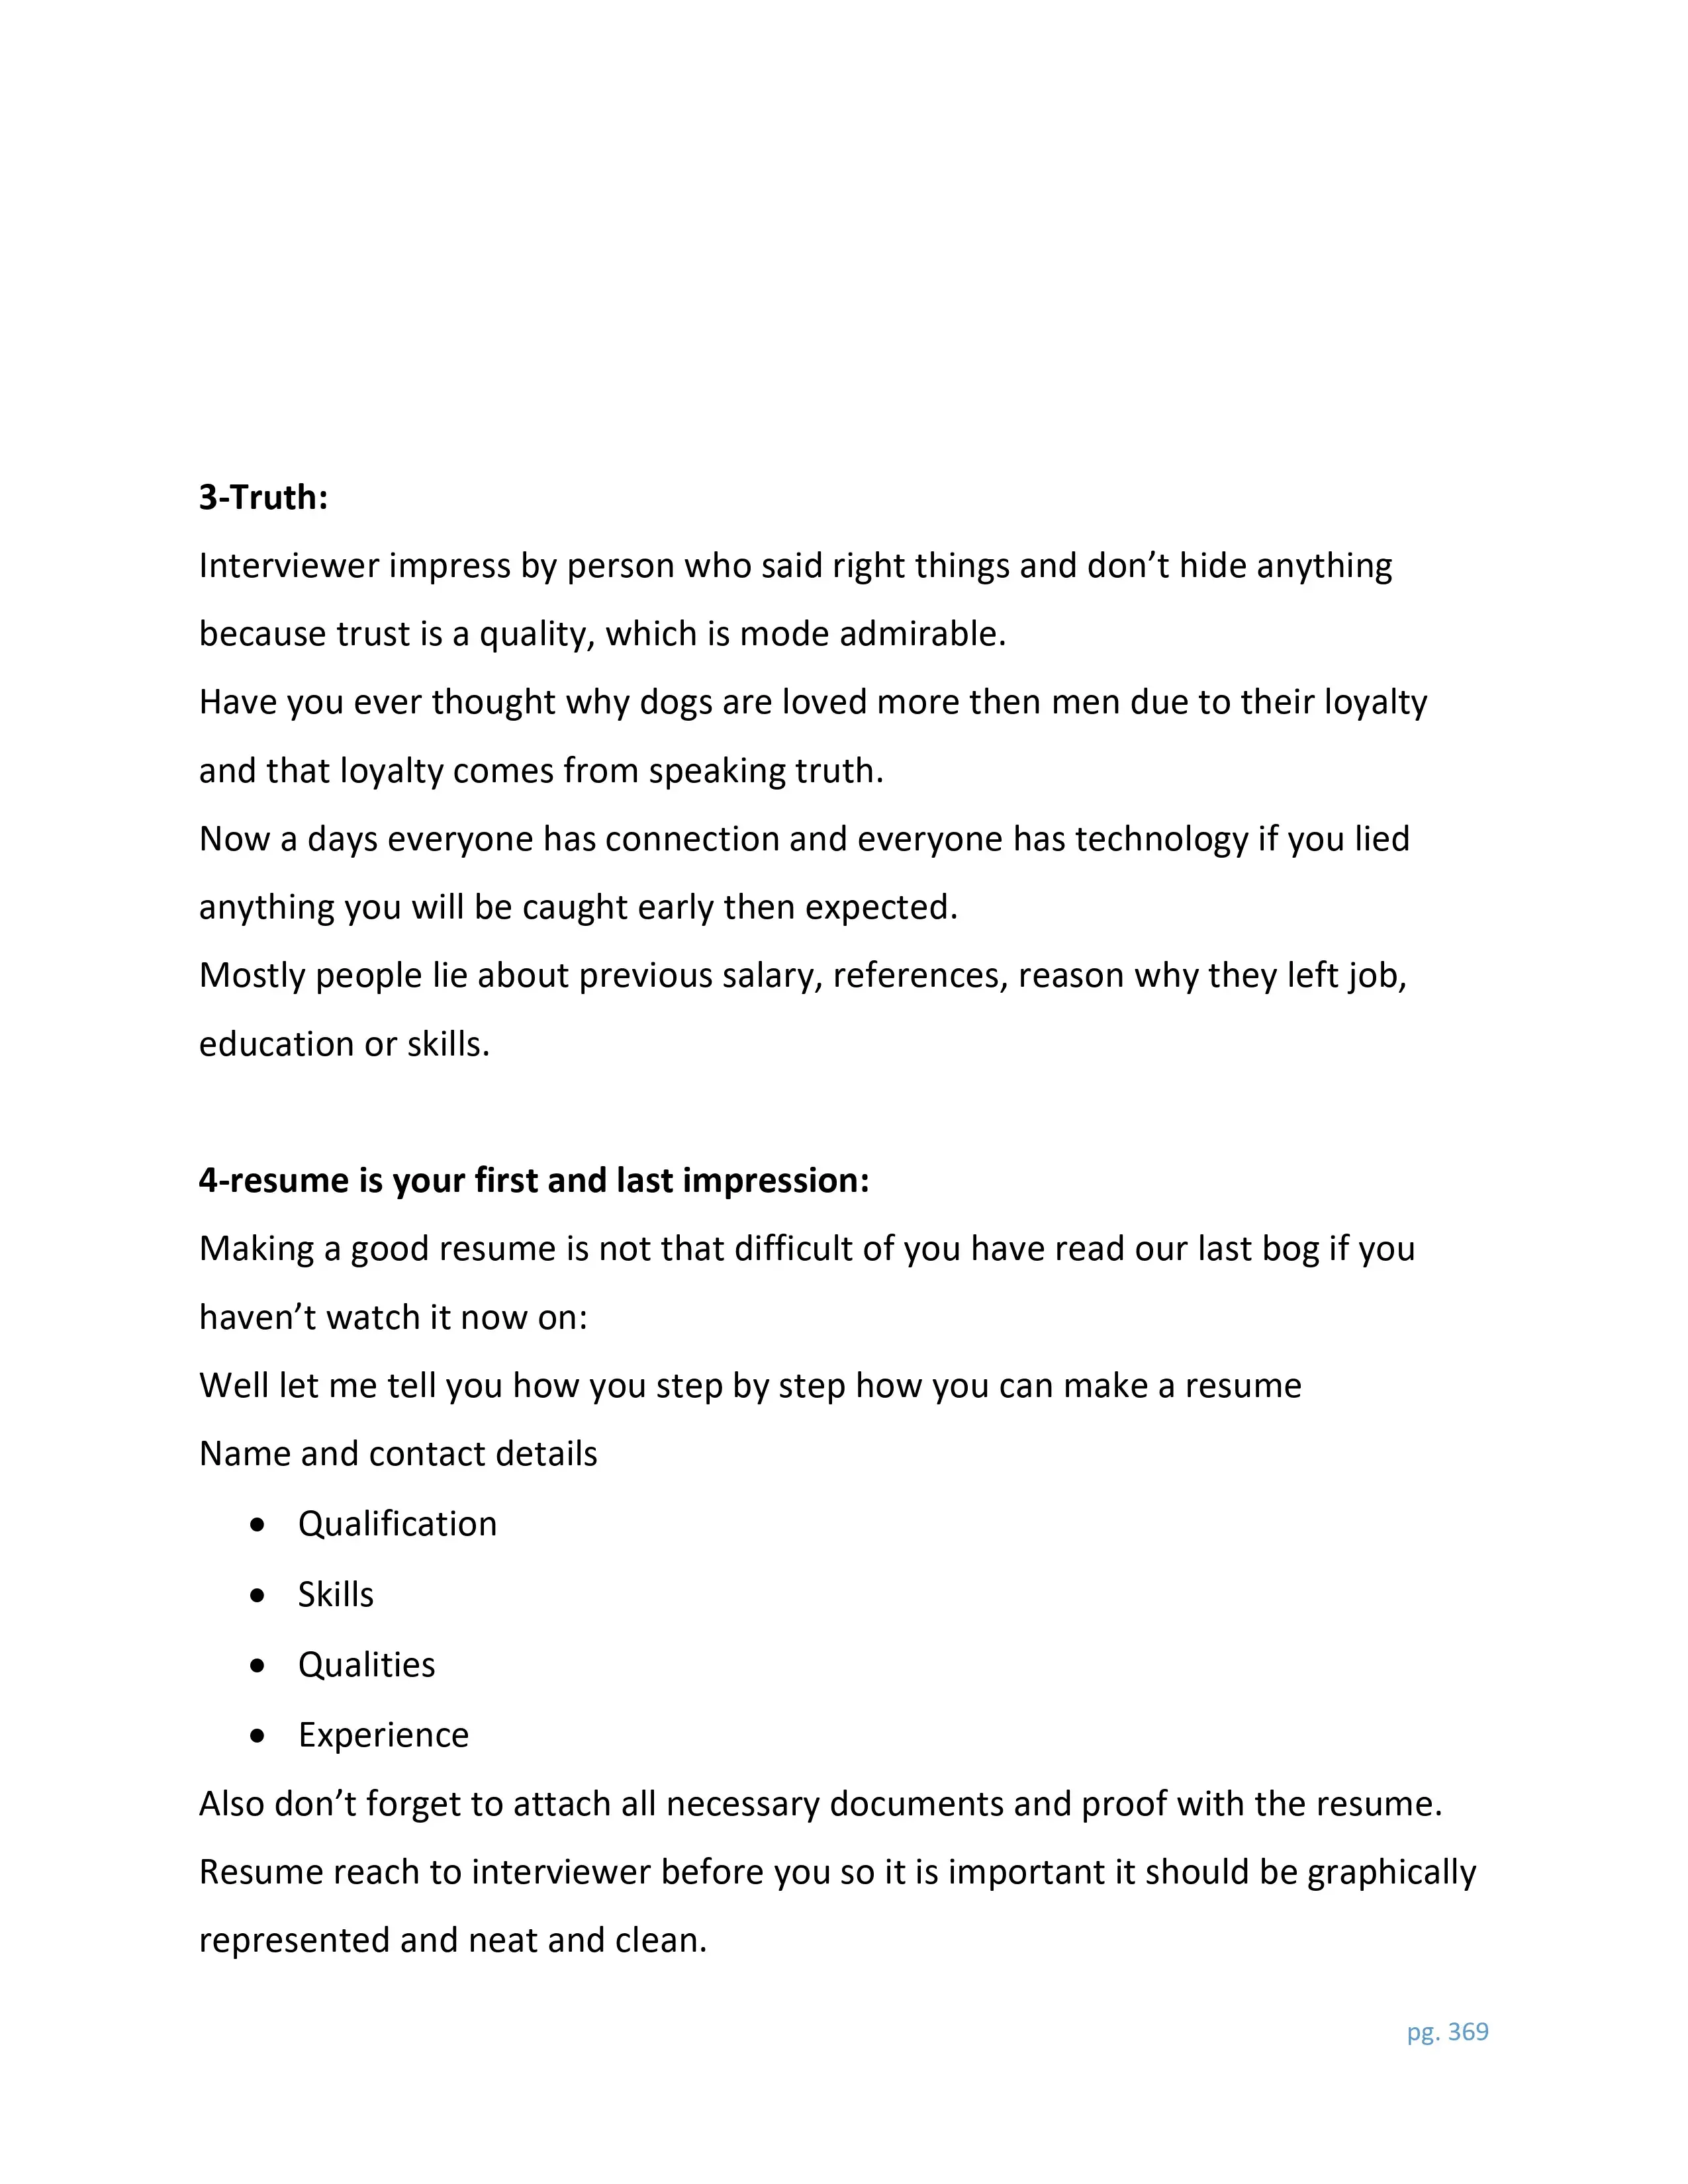 3-Truth:
Interviewer impress by person who said right things and don’t hide anything
because trust is a quality, which is mode admirable.
Have you ever thought why dogs are loved more then men due to their loyalty
and that loyalty comes from speaking truth.
Now a days everyone has connection and everyone has technology if you lied
anything you will be caught early then expected.
Mostly people lie about previous salary, references, reason why they left job,
education or skills.
4-resume is your first and last impression:
Making a good resume is not that difficult of you have read our last bog if you
haven’t watch it now on:
Well let me tell you how you step by step how you can make a resume
Name and contact details
• Qualification
• Skills
• Qualities
• Experience
Also don’t forget to attach all necessary documents and proof with the resume.
Resume reach to interviewer before you so it is important it should be graphically
represented and neat and clean.
pg. 369